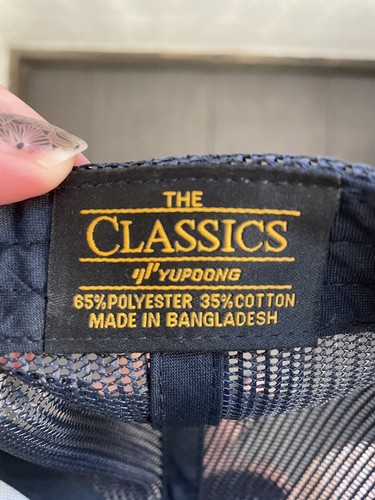 THE
CLASSICS
YUPOONG
65%POLYESTER 35%COTTON
MADE IN BANGLADESH